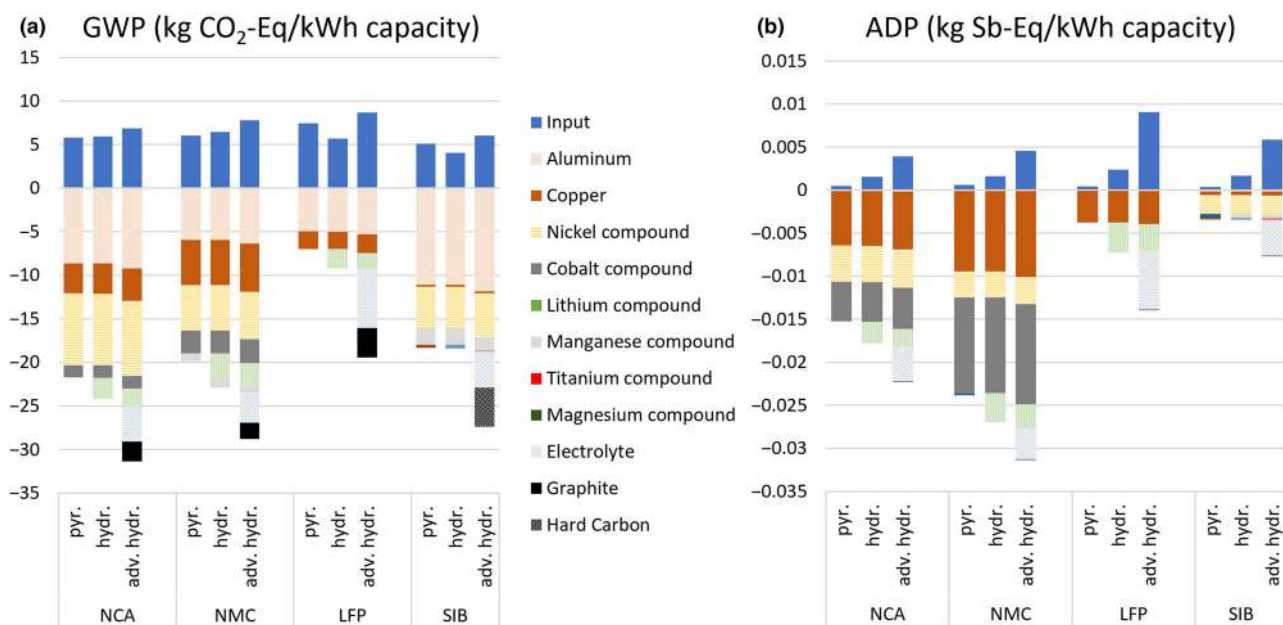 (a) GWP (kg CO₂-Eq/kWh capacity)
15
10
5
0
−5
−10
−15
−20
−25
−30
−35
pyr.
hydr.
adv. hydr.
pyr.
hydr.
adv. hydr.
pyr.
hydr.
adv. hydr.
pyr.
hydr.
adv. hydr.
NCA NMC LFP SIB
Input
Aluminum
Copper
Nickel compound
Cobalt compound
Lithium compound
Manganese compound
Titanium compound
Magnesium compound
Electrolyte
Graphite
Hard Carbon
(b) ADP (kg Sb-Eq/kWh capacity)
0.015
0.01
0.005
0
−0.005
−0.01
−0.015
−0.02
−0.025
−0.03
−0.035
pyr.
hydr.
adv. hydr.
pyr.
hydr.
adv. hydr.
pyr.
hydr.
adv. hydr.
pyr.
hydr.
adv. hydr.
NCA NMC LFP SIB